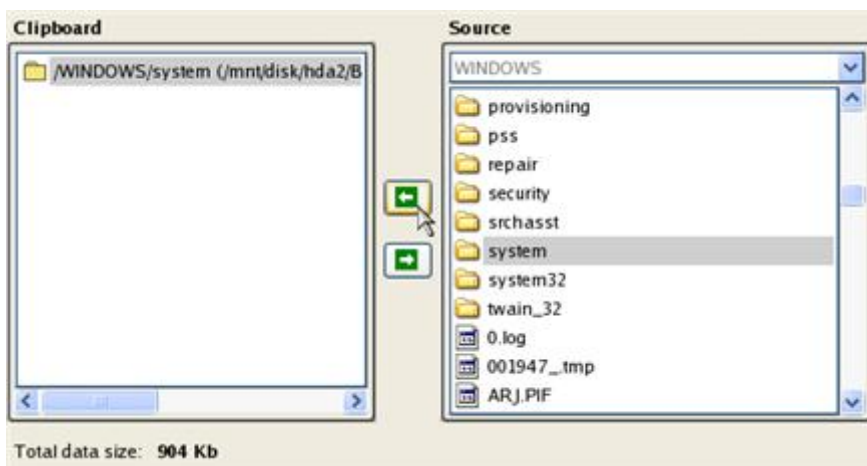 Clipboard
/WINDOWS/system (/mnt/disk/hda2/B
Source
WINDOWS
provisioning
pss
repair
security
srchasst
system
system32
twain_32
0.log
001947_.tmp
ARJ.PIF
Total data size: 904 Kb